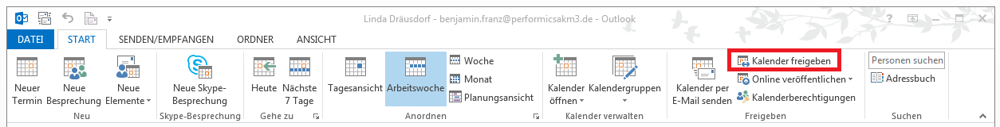 Linda Dräusdorf - benjamin.franz@performicsakm3.de - Outlook
DATEI START SENDEN/EMPFANGEN ORDNER ANSICHT
Neuer Termin
Neue Besprechung
Neue Elemente
Neu
Neue Skype-Besprechung
Skype-Besprechung
Heute
Nächste 7 Tage
Gehe zu
Tagesansicht
Arbeitswoche
Woche
Monat
Planungsansicht
Anordnen
Kalender öffnen
Kalendergruppen
Kalender verwalten
Kalender per E-Mail senden
Kalender freigeben
Online veröffentlichen
Kalenderberechtigungen
Freigeben
Personen suchen
Adressbuch
Suchen